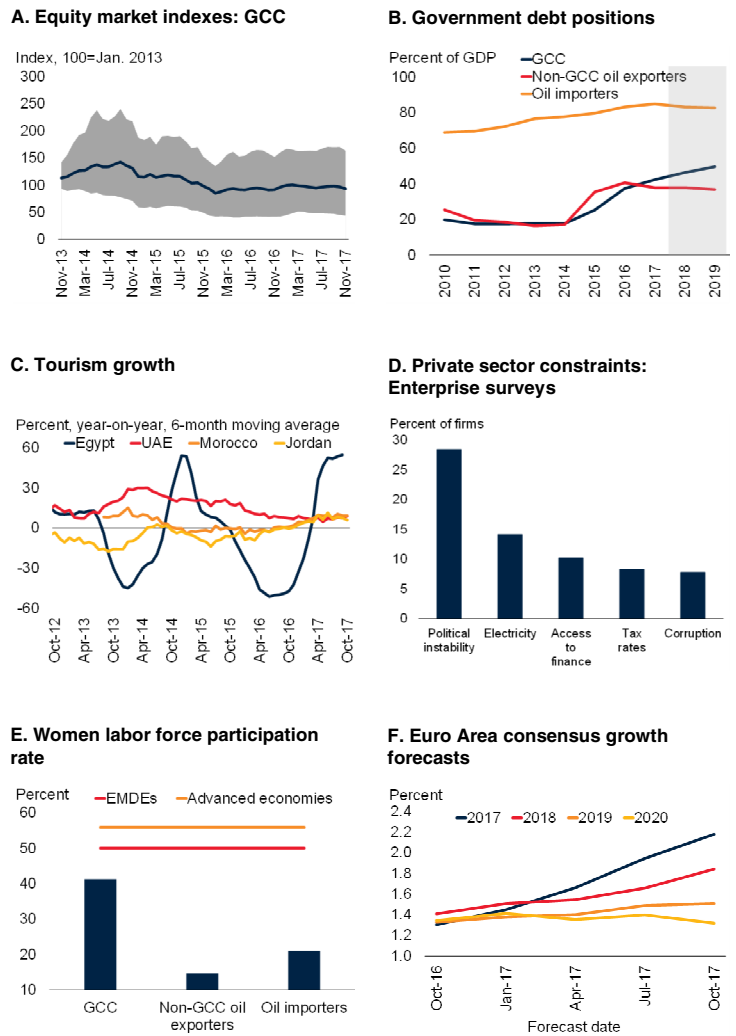 A. Equity market indexes: GCC
Index, 100=Jan. 2013
300
250
200
150
100
50
0
Nov-13
Mar-14
Jul-14
Nov-14
Mar-15
Jul-15
Nov-15
Mar-16
Jul-16
Nov-16
Mar-17
Jul-17
Nov-17
B. Government debt positions
Percent of GDP
GCC
Non-GCC oil exporters
Oil importers
100
80
60
40
20
0
2010
2011
2012
2013
2014
2015
2016
2017
2018
2019
C. Tourism growth
Percent, year-on-year, 6-month moving average
Egypt UAE Morocco Jordan
60
30
0
-30
-60
Oct-12
Apr-13
Oct-13
Apr-14
Oct-14
Apr-15
Oct-15
Apr-16
Oct-16
Apr-17
Oct-17
D. Private sector constraints:
Enterprise surveys
Percent of firms
30
25
20
15
10
5
0
Political
instability
Electricity
Access
to
finance
Tax
rates
Corruption
E. Women labor force participation
rate
Percent
EMDEs Advanced economies
60
50
40
30
20
10
GCC
Non-GCC oil
exporters
Oil importers
F. Euro Area consensus growth
forecasts
Percent
2017 2018 2019 2020
2.4
2.2
2.0
1.8
1.6
1.4
1.2
1.0
Oct-16
Jan-17
Apr-17
Jul-17
Oct-17
Forecast date